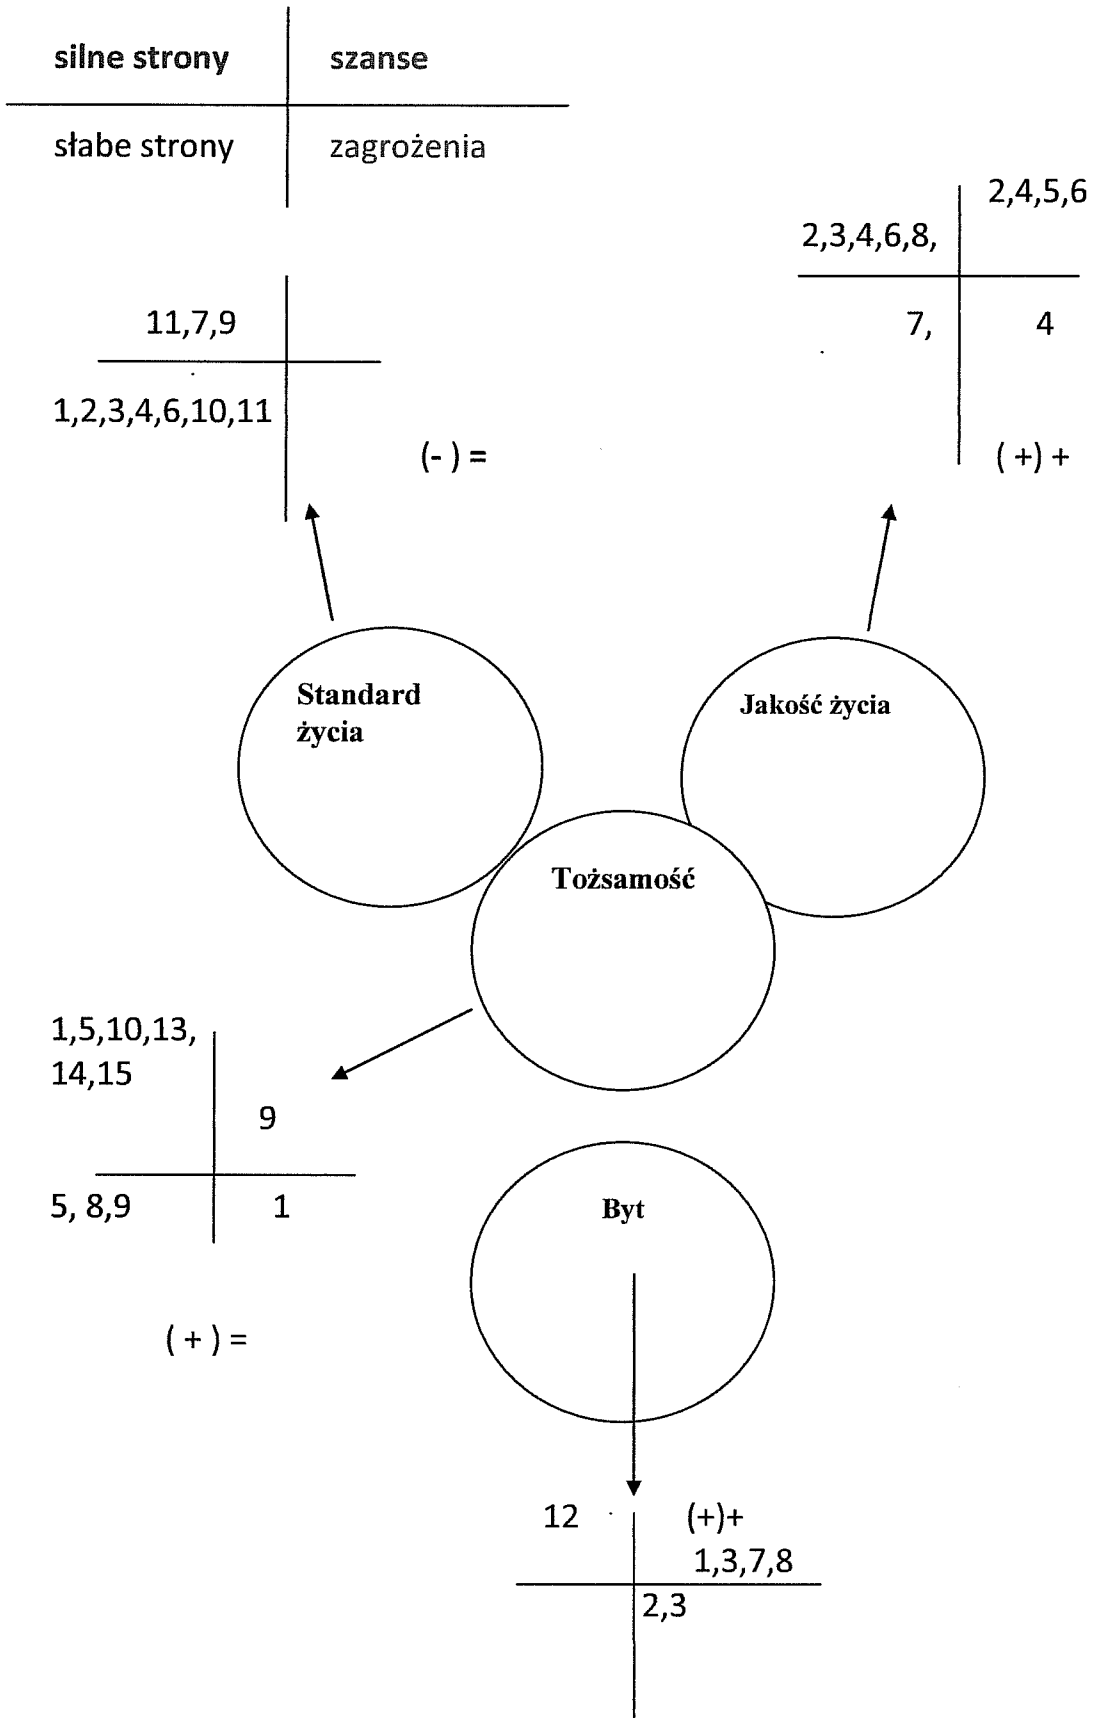 silne strony szanse
słabe strony zagrożenia
2,4,5,6
2,3,4,6,8,
11,7,9
7, 4
1,2,3,4,6,10,11
(- ) =
( +) +
Standard
życia
Jakość życia
Tożsamość
1,5,10,13,
14,15
9
5, 8,9 1
Byt
( + ) =
12 (+)+
1,3,7,8
2,3